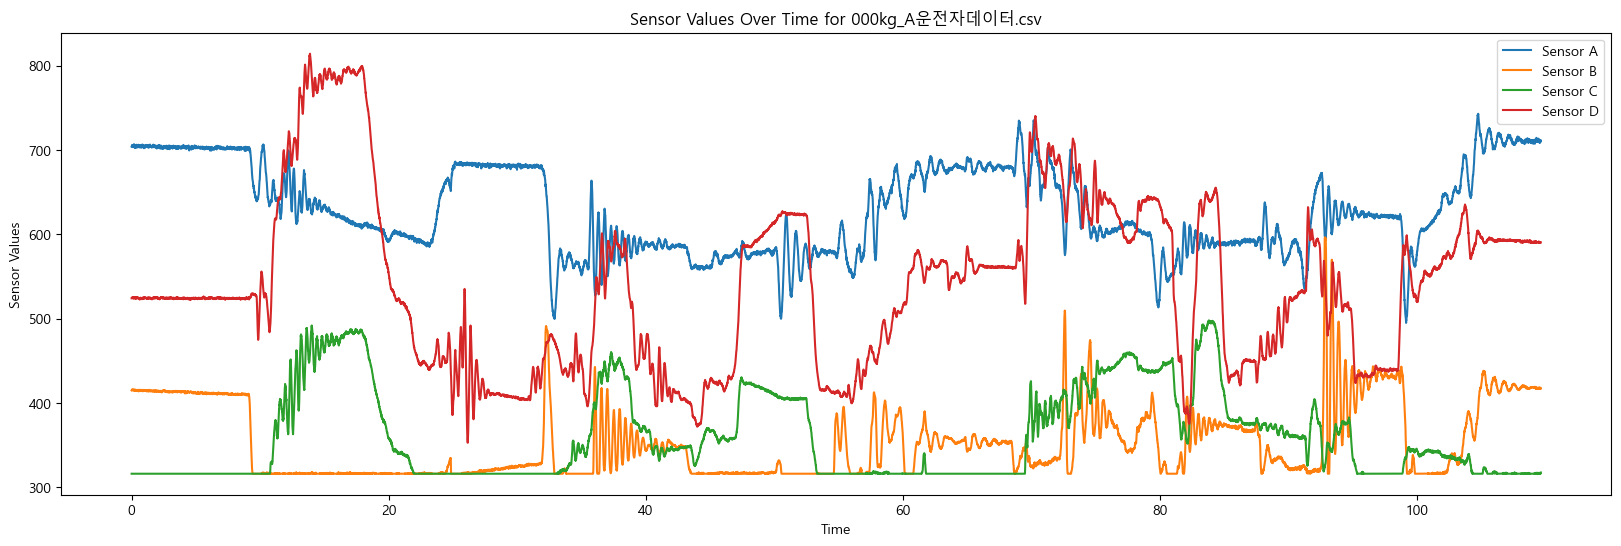 Sensor Values Over Time for 000kg_A운전자데이터.csv
Sensor A
Sensor B
Sensor C
Sensor D
Sensor Values
800
700
600
500
400
300
0
20
40
60
80
100
Time